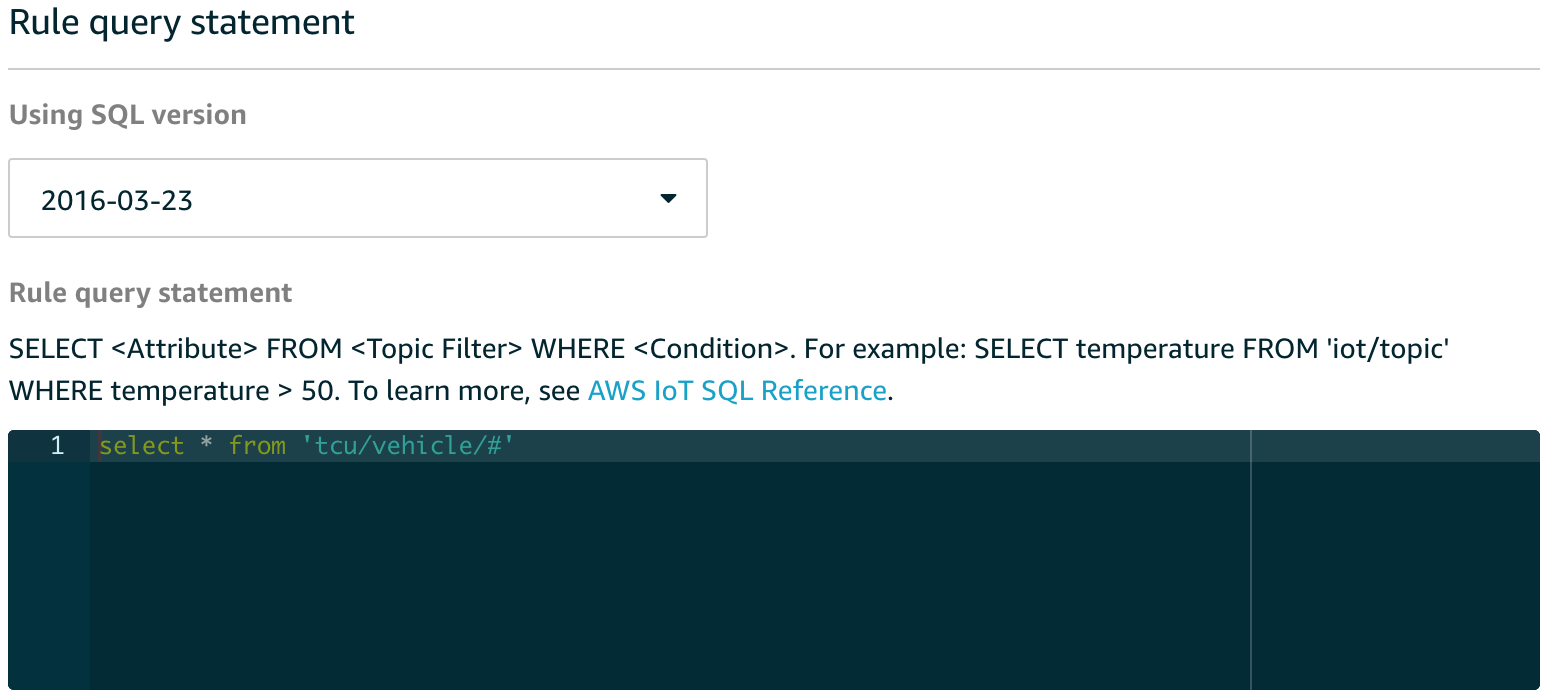 Rule query statement
Using SQL version
2016-03-23
Rule query statement
SELECT <Attribute> FROM <Topic Filter> WHERE <Condition>. For example: SELECT temperature FROM 'iot/topic'
WHERE temperature > 50. To learn more, see AWS IoT SQL Reference.
1 select * from 'tcu/vehicle/#'